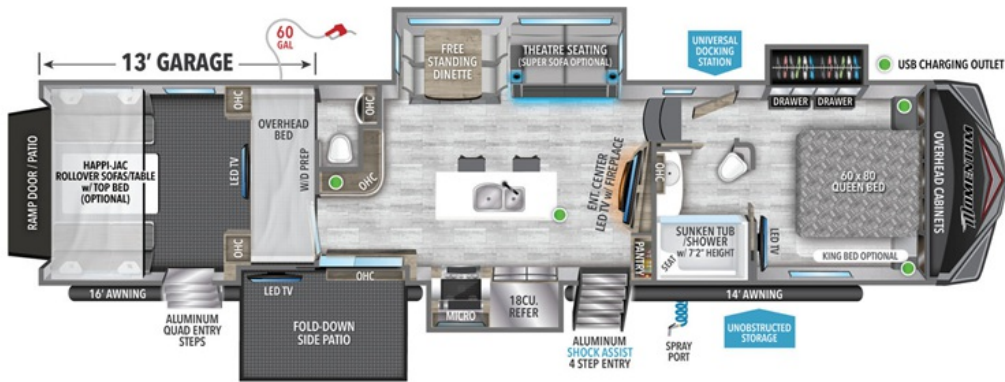 60
GAL
13' GARAGE
FREE
STANDING
DINETTE
THEATRE SEATING
(SUPER SOFA OPTIONAL)
UNIVERSAL
DOCKING
STATION
USB CHARGING OUTLET
DRAWER
DRAWER
RAMP DOOR / PATIO
HAPPI-JAC
ROLLOVER SOFAS/TABLE
w/ TOP BED
(OPTIONAL)
LED TV
OHC
OHC
OVERHEAD
BED
W/D PREP
OHC
OHC
ENT. CENTER
LED TV w/ FIREPLACE
OHC
SUNKEN TUB
/SHOWER
w/ 7'2" HEIGHT
SEAT
PANTRY
LED TV
60 x 80
QUEEN BED
KING BED OPTIONAL
OVERHEAD CABINETS
MOMENTUM
16' AWNING
ALUMINUM
QUAD ENTRY
STEPS
LED TV
OHC
FOLD-DOWN
SIDE PATIO
MICRO
18CU.
REFER
ALUMINUM
SHOCK ASSIST
4 STEP ENTRY
14' AWNING
SPRAY
PORT
UNOBSTRUCTED
STORAGE